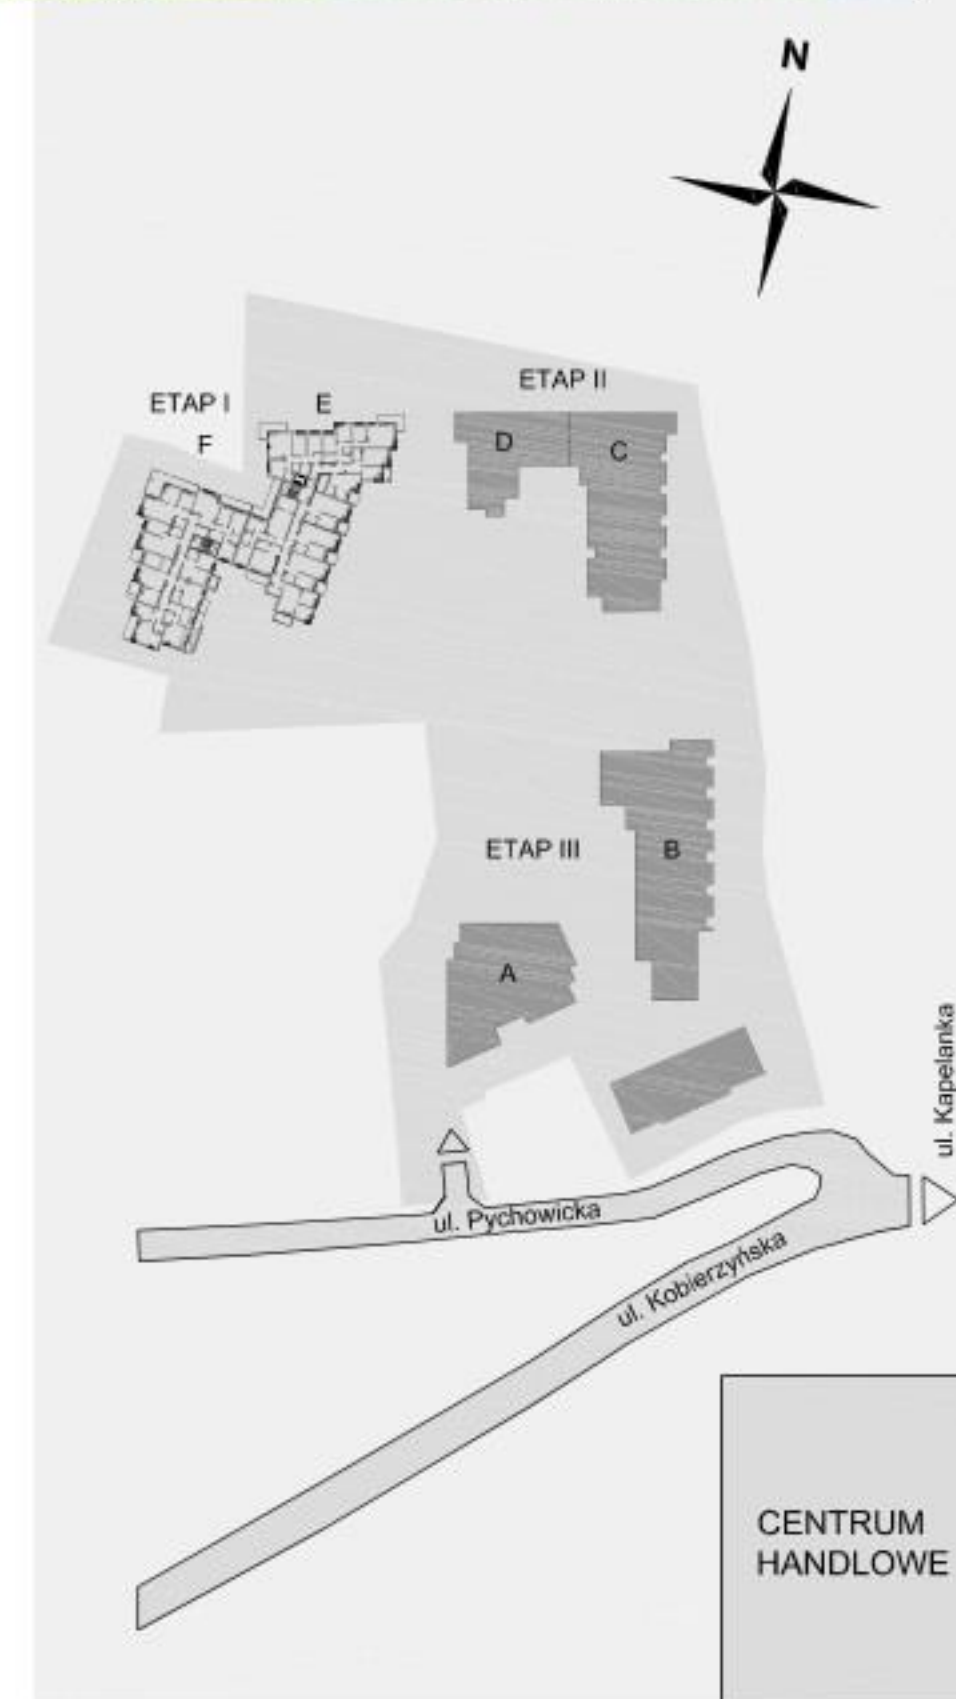 N
ETAP II
ETAP I
E
F
D
C
ETAP III
B
A
ul. Kapelanka
ul. Pychowicka
ul. Kobierzyńska
CENTRUM
HANDLOWE